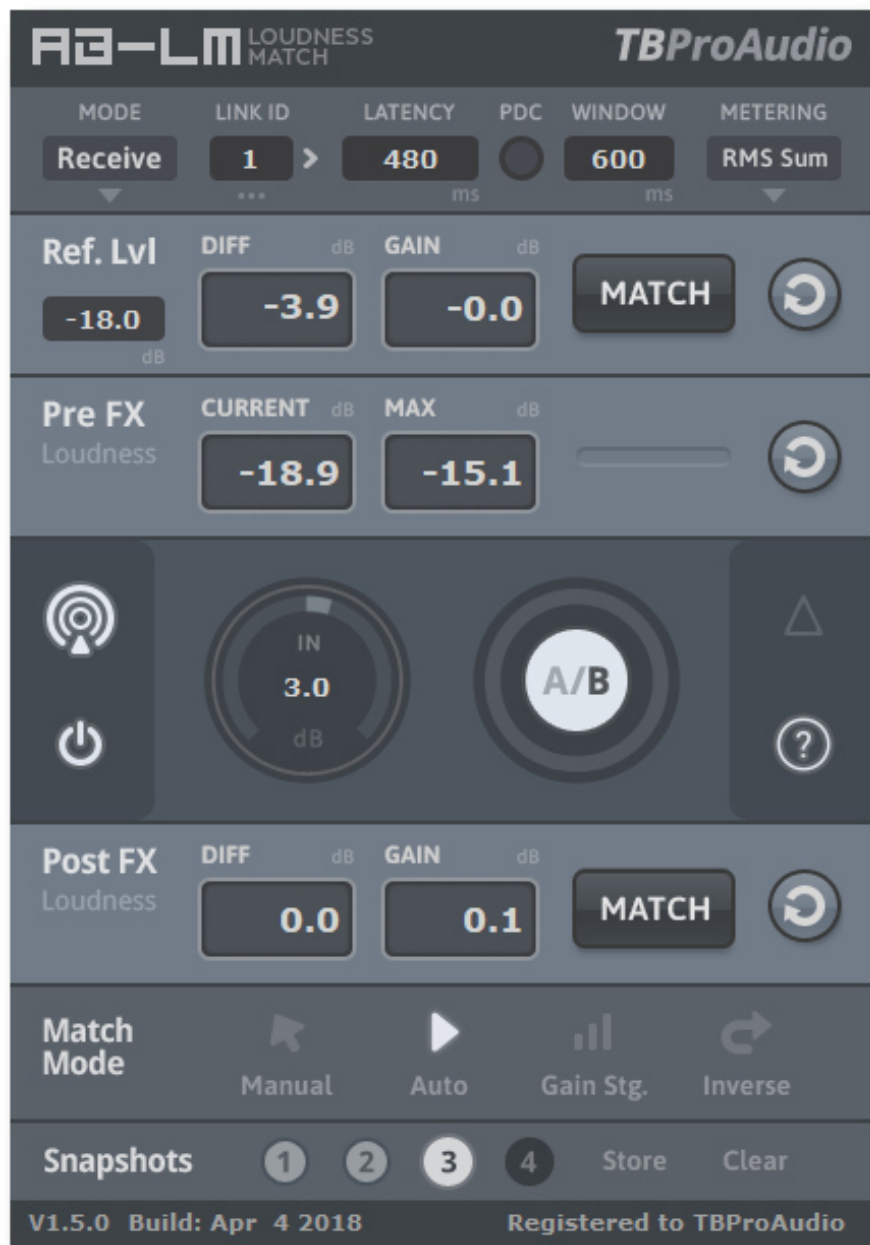 AB-LM LOUDNESS MATCH TBProAudio
MODE LINK ID LATENCY PDC WINDOW METERING
Receive 1 > 480 600 RMS Sum
... ms ms
Ref. Lvl DIFF dB GAIN dB
-18.0 -3.9 -0.0 MATCH
dB
Pre FX CURRENT dB MAX dB
Loudness -18.9 -15.1
IN
3.0 A/B
dB ?
Post FX DIFF dB GAIN dB
Loudness 0.0 0.1 MATCH
Match Mode
Manual Auto Gain Stg. Inverse
Snapshots 1 2 3 4 Store Clear
V1.5.0 Build: Apr 4 2018 Registered to TBProAudio